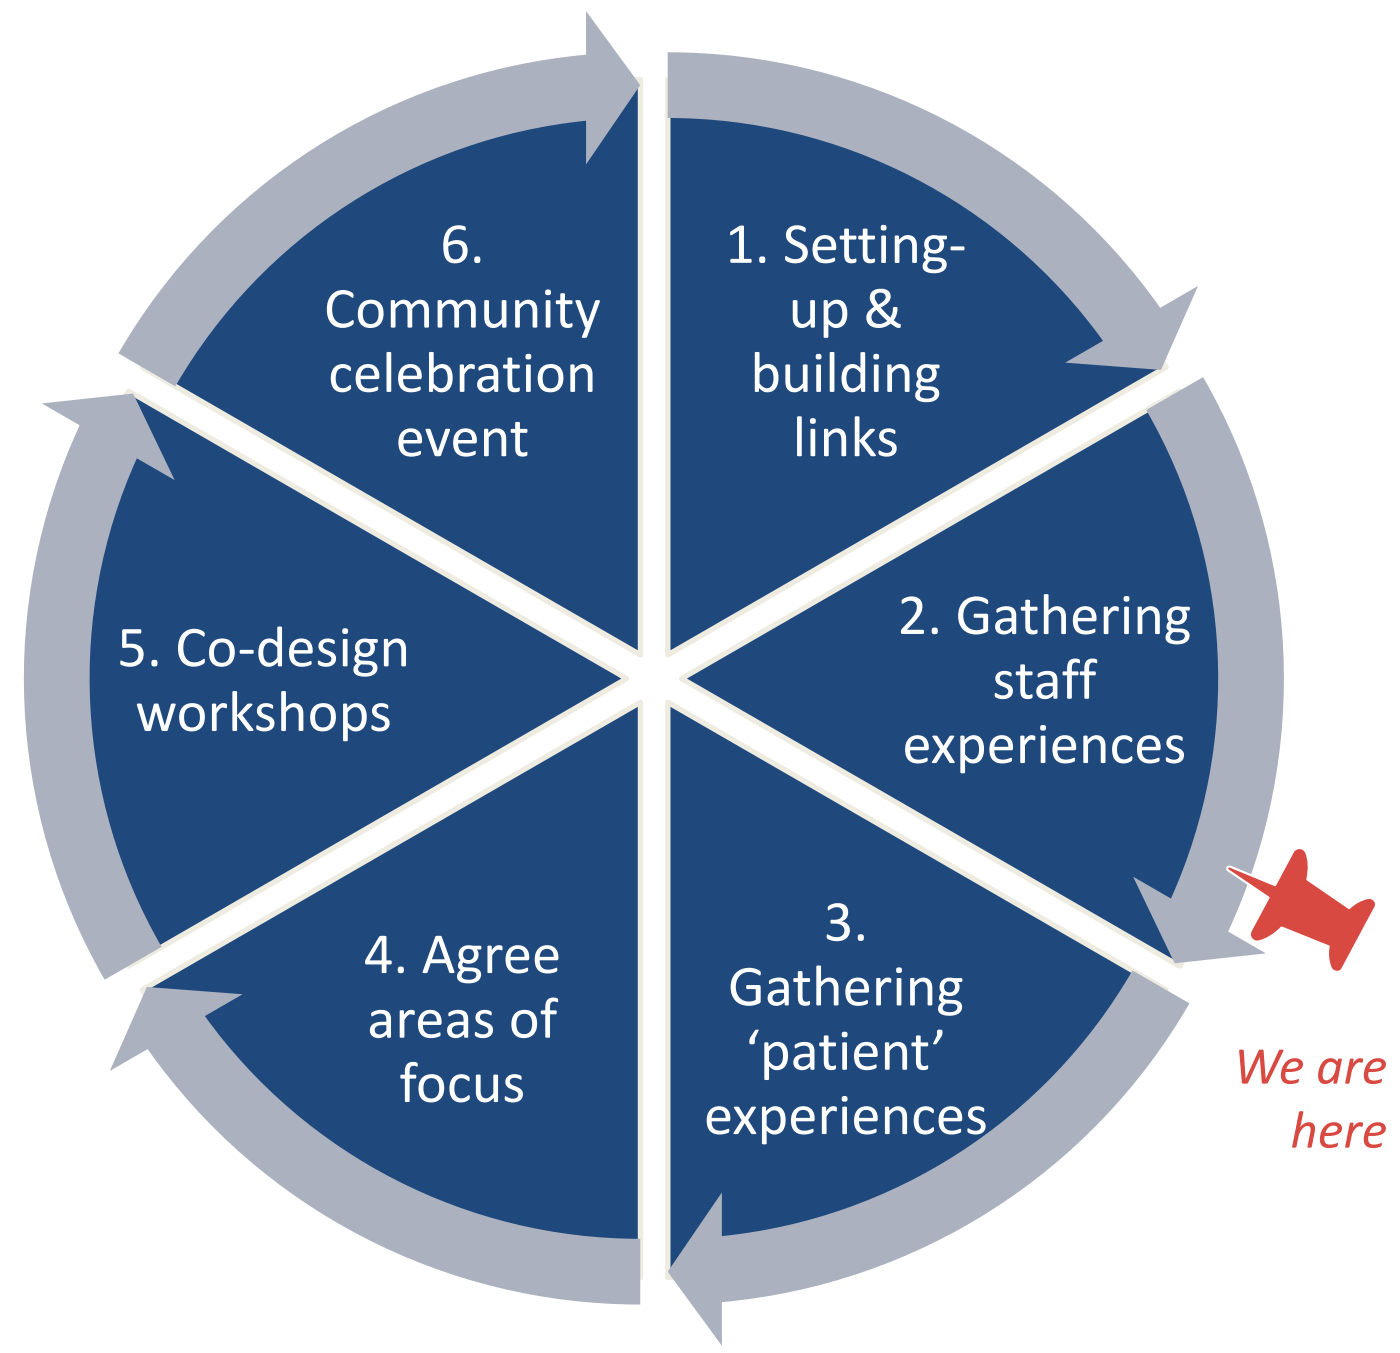 1. Setting-
up &
building
links
2. Gathering
staff
experiences
3.
Gathering
‘patient’
experiences
4. Agree
areas of
focus
5. Co-design
workshops
6.
Community
celebration
event
We are
here